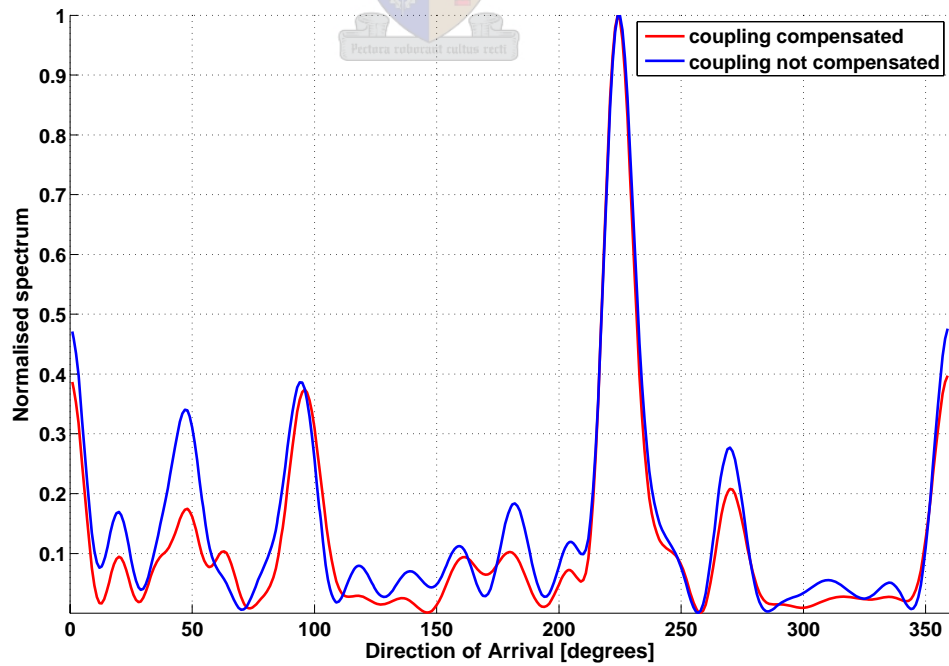 Pectora roborant cultus recti
coupling compensated
coupling not compensated
1
0.9
0.8
0.7
0.6
0.5
0.4
0.3
0.2
0.1
Normalised spectrum
0 50 100 150 200 250 300 350
Direction of Arrival [degrees]